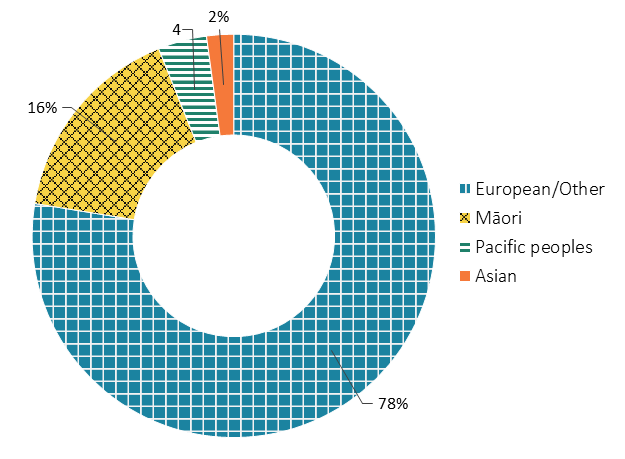 2%
4
16%
European/Other
Māori
Pacific peoples
Asian
78%